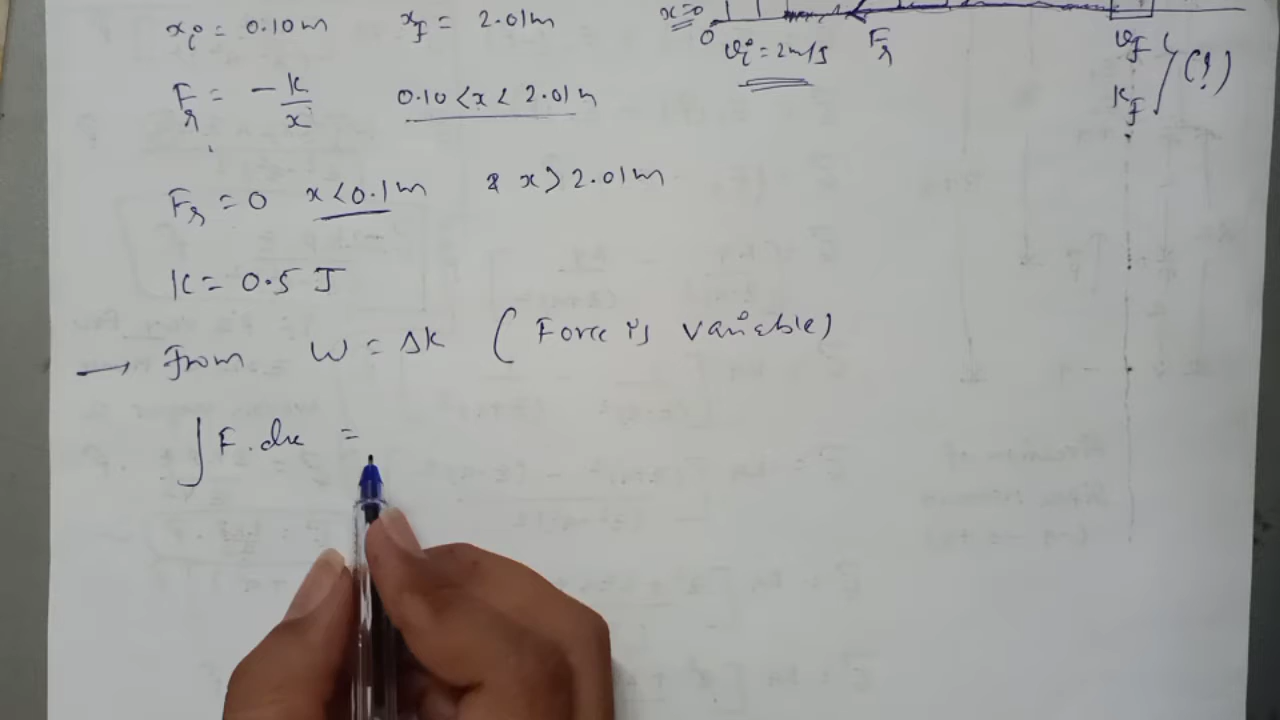 xi = 0.10m xf = 2.01m x=0
0 vi = 2m/s Fr vf
Fr = -k/x 0.10 < x < 2.01m kf (?)
Fr = 0 x < 0.1m & x > 2.01m
k = 0.5 J
→ From W = Δk ( Force is variable)
∫ F. dx =